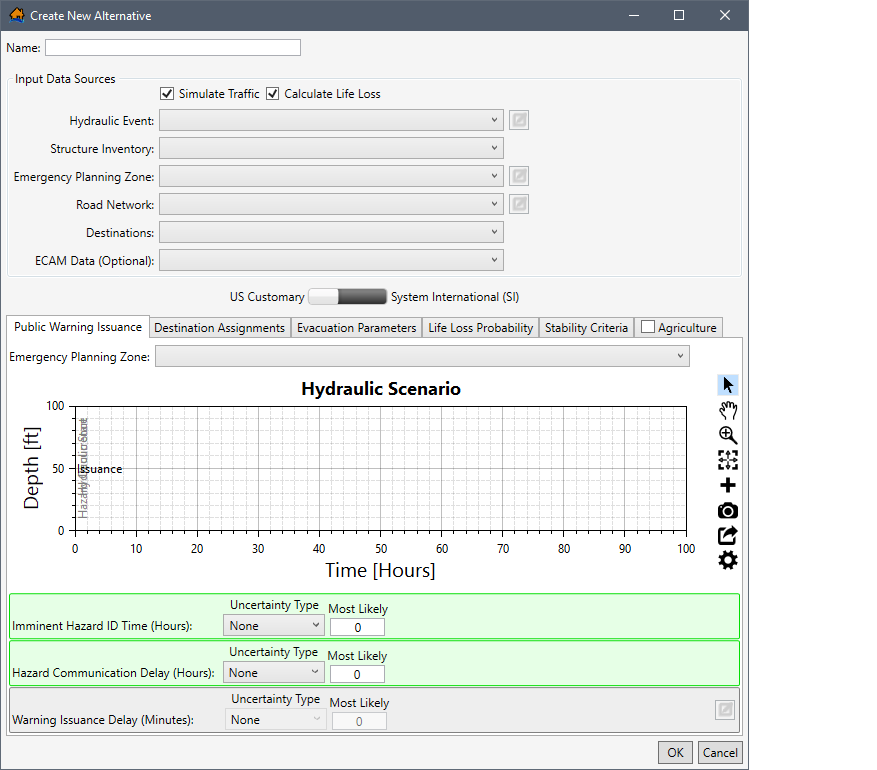 Create New Alternative
Name:
Input Data Sources
Simulate Traffic Calculate Life Loss
Hydraulic Event:
Structure Inventory:
Emergency Planning Zone:
Road Network:
Destinations:
ECAM Data (Optional):
US Customary System International (SI)
Public Warning Issuance Destination Assignments Evacuation Parameters Life Loss Probability Stability Criteria Agriculture
Emergency Planning Zone:
Hydraulic Scenario
Depth [ft]
100
50
0
Issuance
0 10 20 30 40 50 60 70 80 90 100
Time [Hours]
Uncertainty Type Most Likely
Imminent Hazard ID Time (Hours): None 0
Uncertainty Type Most Likely
Hazard Communication Delay (Hours): None 0
Uncertainty Type Most Likely
Warning Issuance Delay (Minutes): None 0
OK Cancel